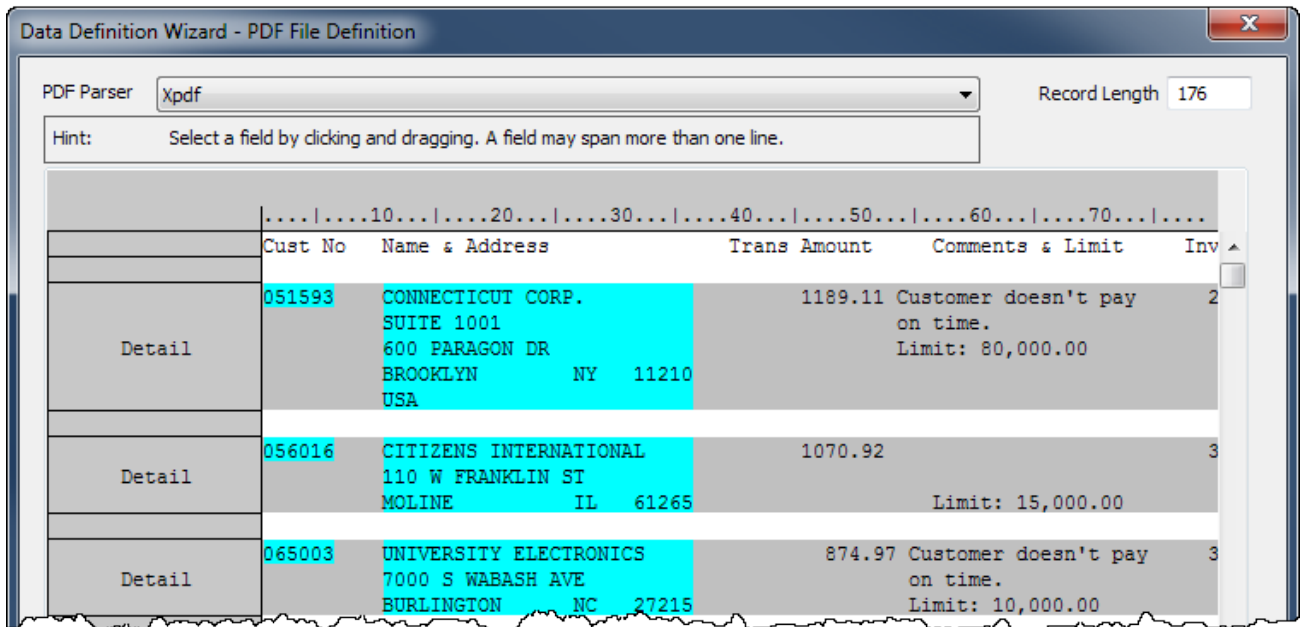 Data Definition Wizard - PDF File Definition
PDF Parser Xpdf Record Length 176
Hint: Select a field by clicking and dragging. A field may span more than one line.
....|....10...|....20...|....30...|....40...|....50...|....60...|....70...|....
Cust No Name & Address Trans Amount Comments & Limit Inv
051593 CONNECTICUT CORP. 1189.11 Customer doesn't pay 2
SUITE 1001 on time.
Detail 600 PARAGON DR Limit: 80,000.00
BROOKLYN NY 11210
USA
056016 CITIZENS INTERNATIONAL 1070.92 3
Detail 110 W FRANKLIN ST
MOLINE IL 61265 Limit: 15,000.00
065003 UNIVERSITY ELECTRONICS 874.97 Customer doesn't pay 3
Detail 7000 S WABASH AVE on time.
BURLINGTON NC 27215 Limit: 10,000.00